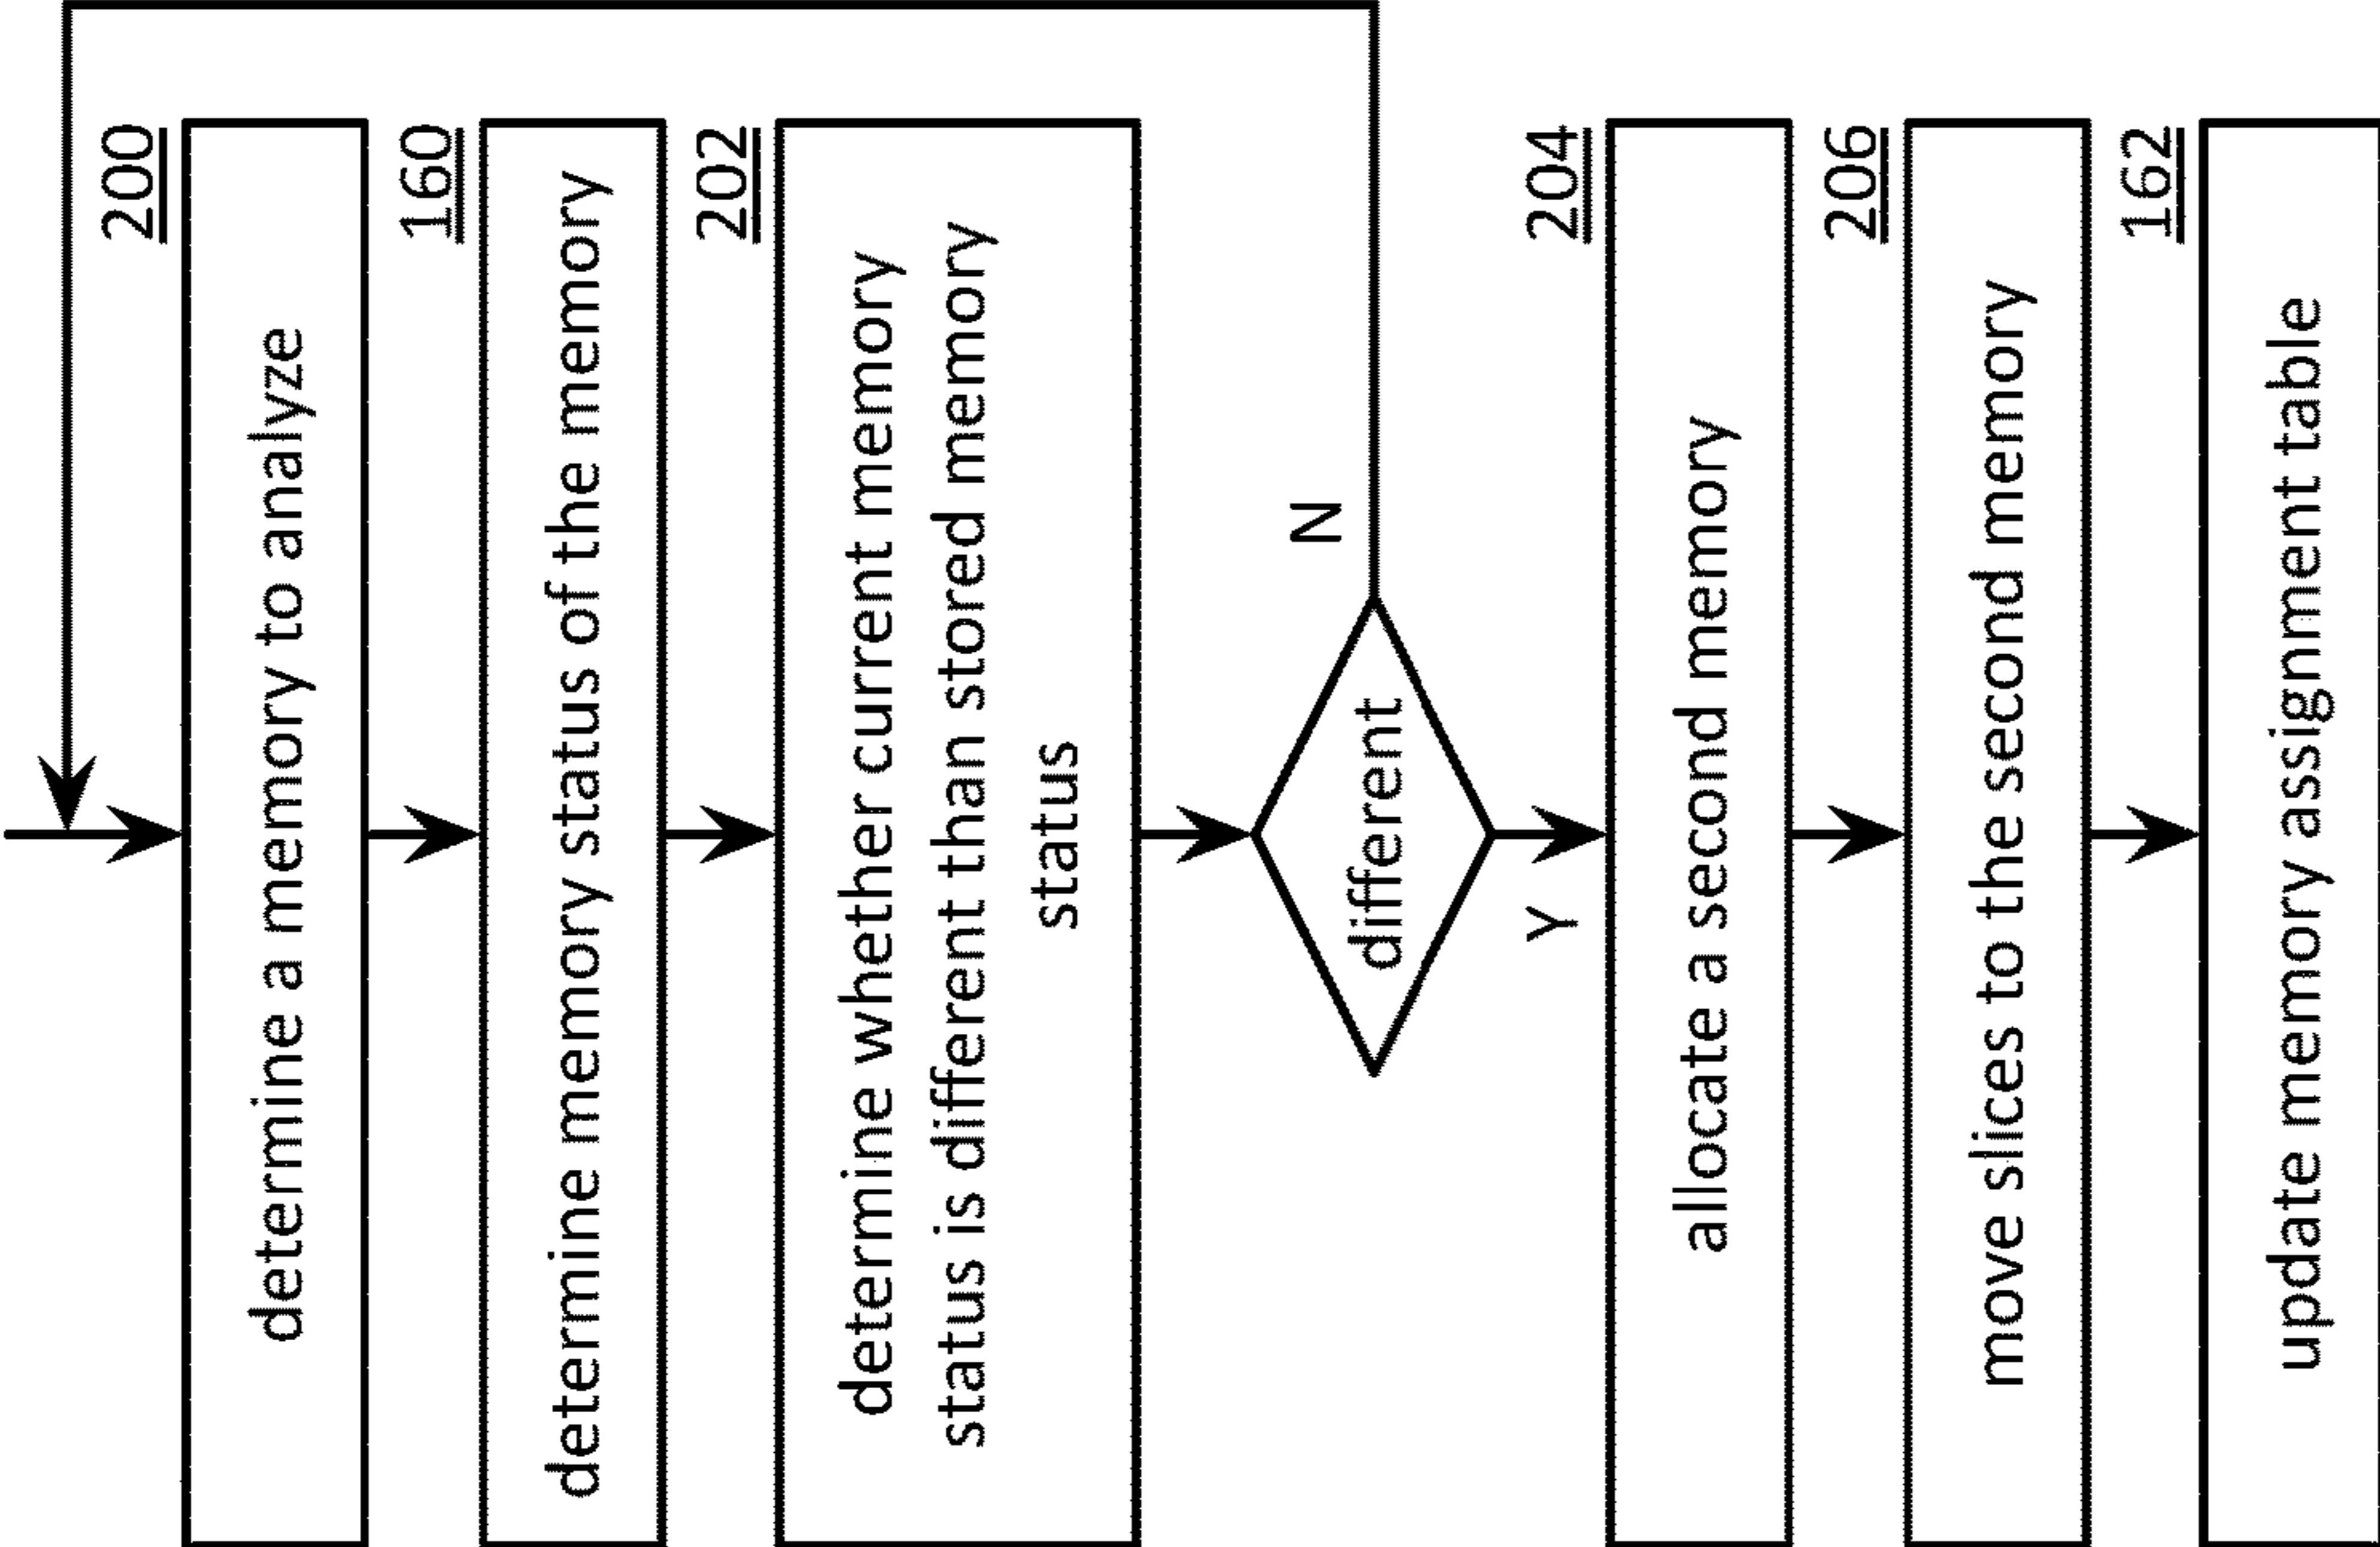 200
determine a memory to analyze
160
determine memory status of the memory
202
determine whether current memory
status is different than stored memory
status
different
N
Y
204
allocate a second memory
206
move slices to the second memory
162
update memory assignment table